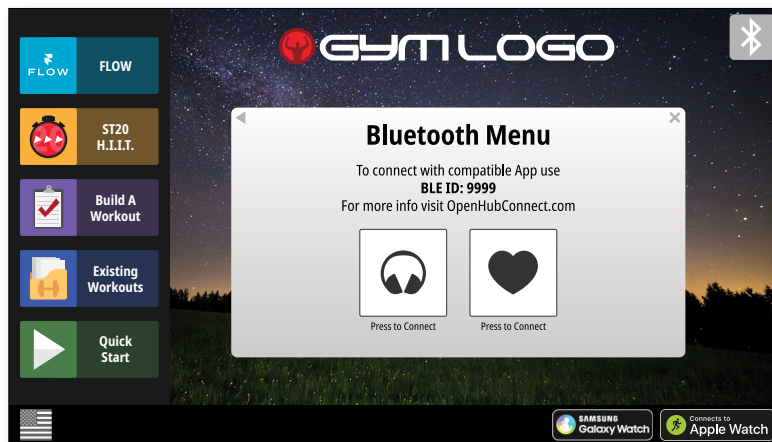 GYM LOGO
FLOW
FLOW
ST20
H.I.I.T.
Build A
Workout
Existing
Workouts
Quick
Start
Bluetooth Menu
To connect with compatible App use
BLE ID: 9999
For more info visit OpenHubConnect.com
Press to Connect
Press to Connect
SAMSUNG
Galaxy Watch
Connects to
Apple Watch